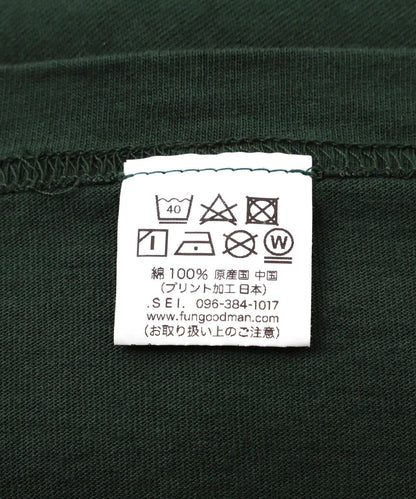 40
W
綿 100% 原産国 中国
(プリント加工 日本)
.SEI. 096-384-1017
www.fungoodman.com
(お取り扱い上のご注意)